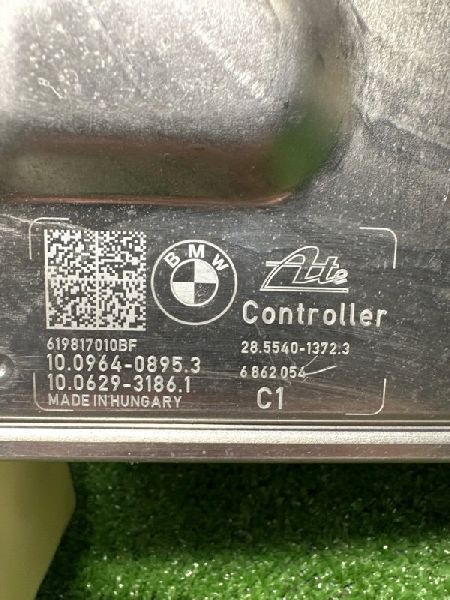 BMW
Ate
Controller
619817010BF
10.0964-0895.3
10.0629-3186.1
MADE IN HUNGARY
28.5540-1372.3
6 862 054
C1